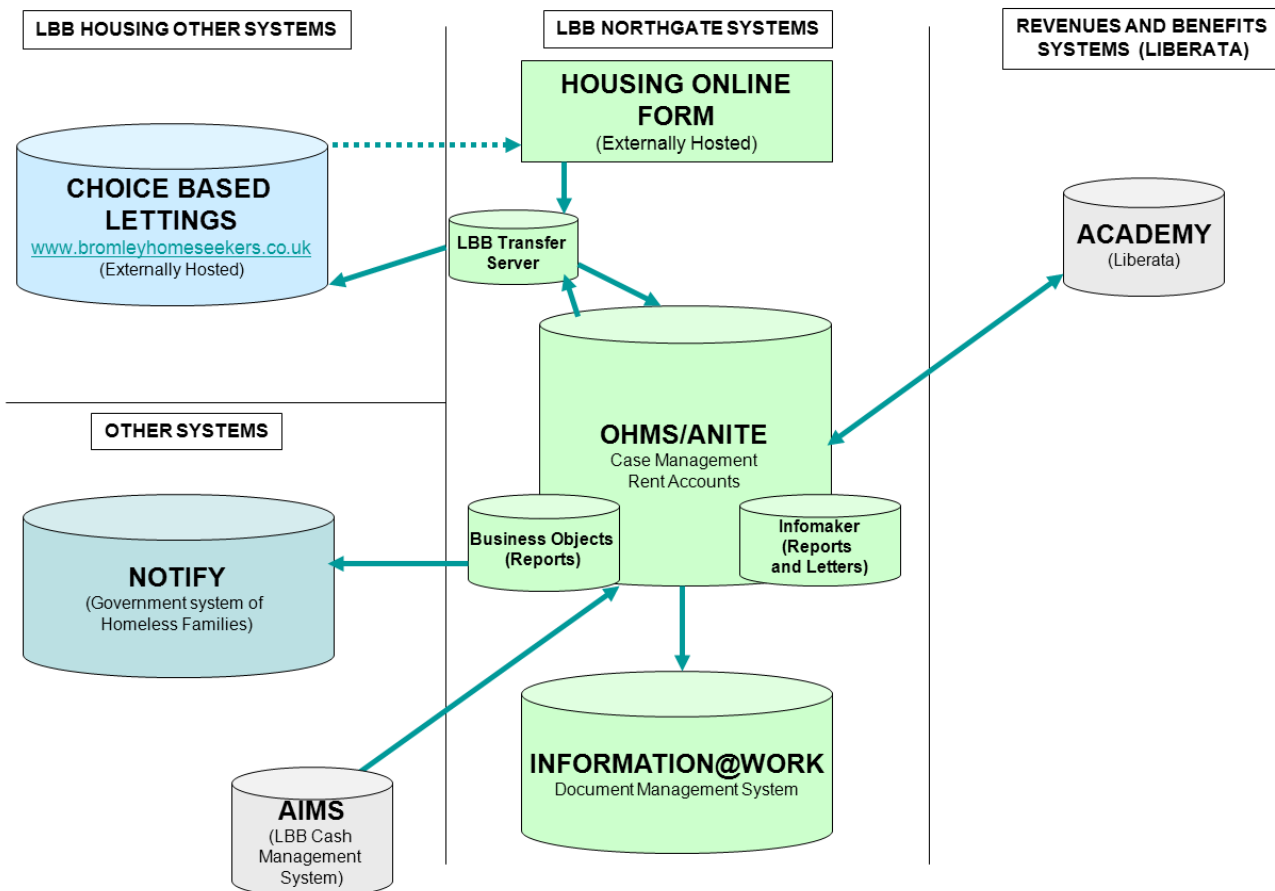 LBB HOUSING OTHER SYSTEMS
LBB NORTHGATE SYSTEMS
REVENUES AND BENEFITS
SYSTEMS (LIBERATA)
HOUSING ONLINE
FORM
(Externally Hosted)
CHOICE BASED
LETTINGS
www.bromleyhomeseekers.co.uk
(Externally Hosted)
LBB Transfer
Server
ACADEMY
(Liberata)
OTHER SYSTEMS
OHMS/ANITE
Case Management
Rent Accounts
Business Objects
(Reports)
Infomaker
(Reports
and Letters)
NOTIFY
(Government system of
Homeless Families)
INFORMATION@WORK
Document Management System
AIMS
(LBB Cash
Management
System)